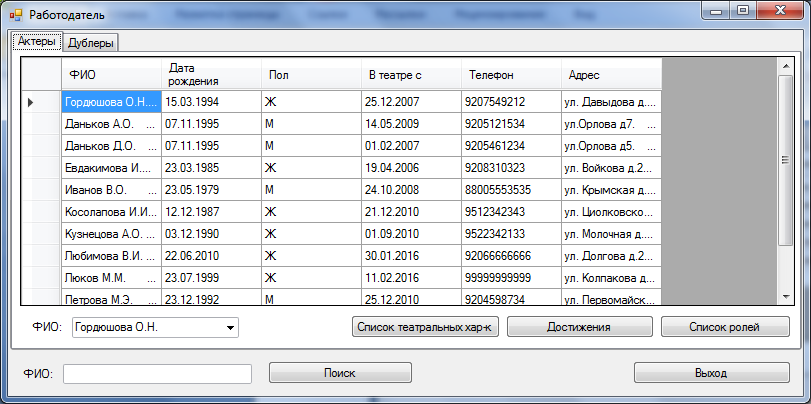 Работодатель
Актеры Дублеры
ФИО Дата рождения Пол В театре с Телефон Адрес
Гордюшова О.Н.... 15.03.1994 Ж 25.12.2007 9207549212 ул. Давыдова д....
Даньков А.О. ... 07.11.1995 М 14.05.2009 9205121534 ул.Орлова д7. ...
Даньков Д.О. ... 07.11.1995 М 01.02.2007 9205461234 ул.Орлова д5. ...
Евдакимова И.... 23.03.1985 Ж 19.04.2006 9208310323 ул. Войкова д.2...
Иванов В.О. ... 23.05.1979 М 24.10.2008 88005553535 ул. Крымская д....
Косолапова И.И... 12.12.1987 Ж 21.12.2010 9512342343 ул. Циолковско...
Кузнецова А.О. ... 03.12.1990 Ж 01.09.2010 9522342133 ул. Молочная д....
Любимова В.И. ... 22.06.2010 Ж 30.01.2016 92066666666 ул. Долгова д.2...
Люков М.М. ... 23.07.1999 Ж 11.02.2016 99999999999 ул. Колпакова д...
Петрова М.Э. ... 23.12.1992 М 25.12.2010 9204598734 ул. Первомайск...
ФИО: Гордюшова О.Н. Список театральных хар-к Достижения Список ролей
ФИО: Поиск Выход